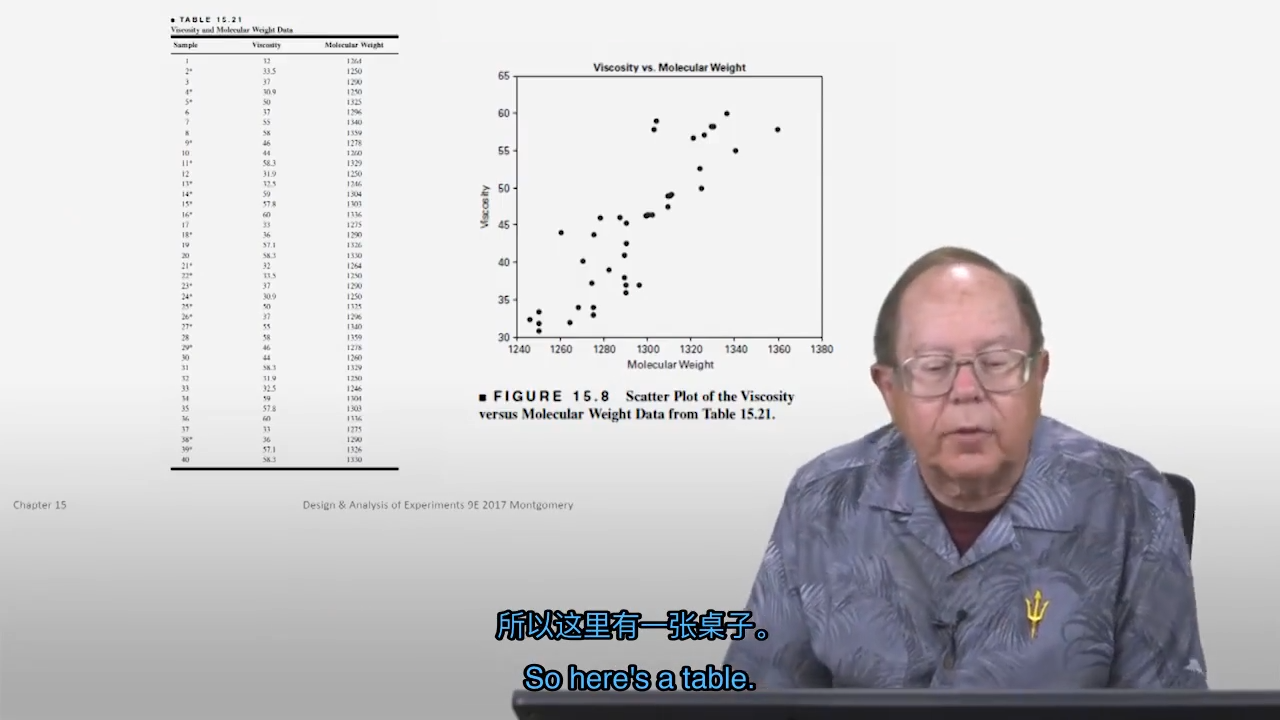 ■ TABLE 15.21
Viscosity and Molecular Weight Data
Sample Viscosity Molecular Weight
1 32 1264
2* 33.5 1250
3 37 1290
4* 30.9 1250
5* 50 1325
6 37 1296
7 55 1340
8 58 1359
9* 46 1278
10 44 1260
11* 58.3 1329
12 31.9 1250
13* 32.5 1246
14* 59 1304
15* 57.8 1303
16* 60 1336
17 33 1275
18* 36 1290
19 57.1 1326
20 58.3 1330
21* 32 1264
22* 33.5 1250
23* 37 1290
24* 30.9 1250
25* 50 1325
26* 37 1296
27* 55 1340
28 58 1359
29* 46 1278
30 44 1260
31 58.3 1329
32 31.9 1250
33 32.5 1246
34 59 1304
35 57.8 1303
36 60 1336
37 33 1275
38* 36 1290
39* 57.1 1326
40 58.3 1330
Viscosity vs. Molecular Weight
65
60
55
50
45
40
35
30
Viscosity
1240 1260 1280 1300 1320 1340 1360 1380
Molecular Weight
■ FIGURE 15.8 Scatter Plot of the Viscosity
versus Molecular Weight Data from Table 15.21.
Chapter 15
Design & Analysis of Experiments 9E 2017 Montgomery
所以这里有一张桌子。
So here's a table.